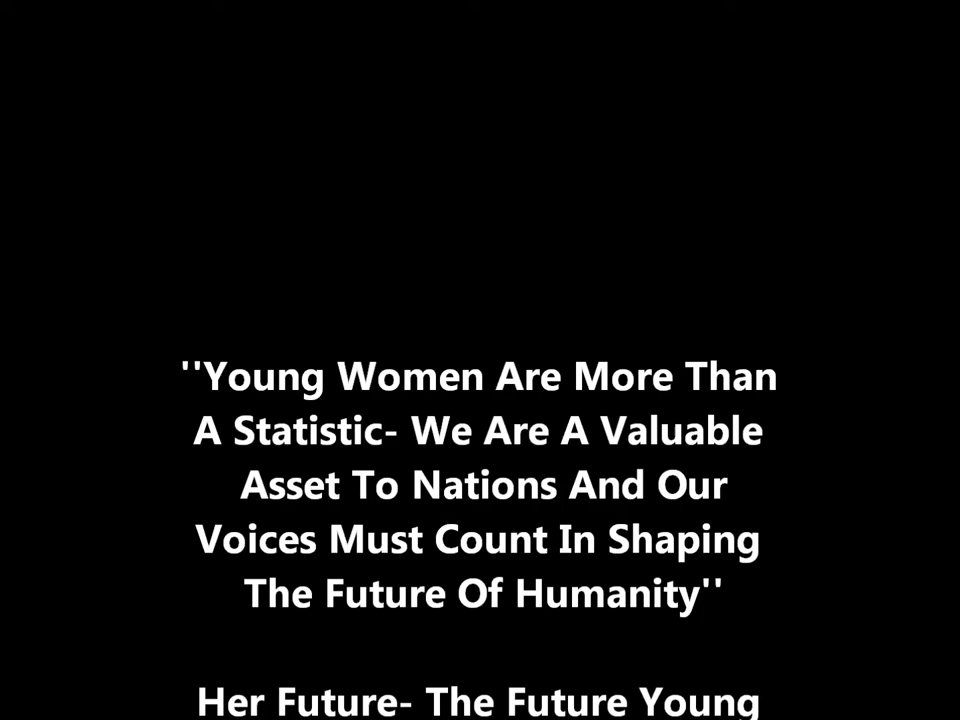 ''Young Women Are More Than
A Statistic- We Are A Valuable
Asset To Nations And Our
Voices Must Count In Shaping
The Future Of Humanity''
Her Future- The Future Young